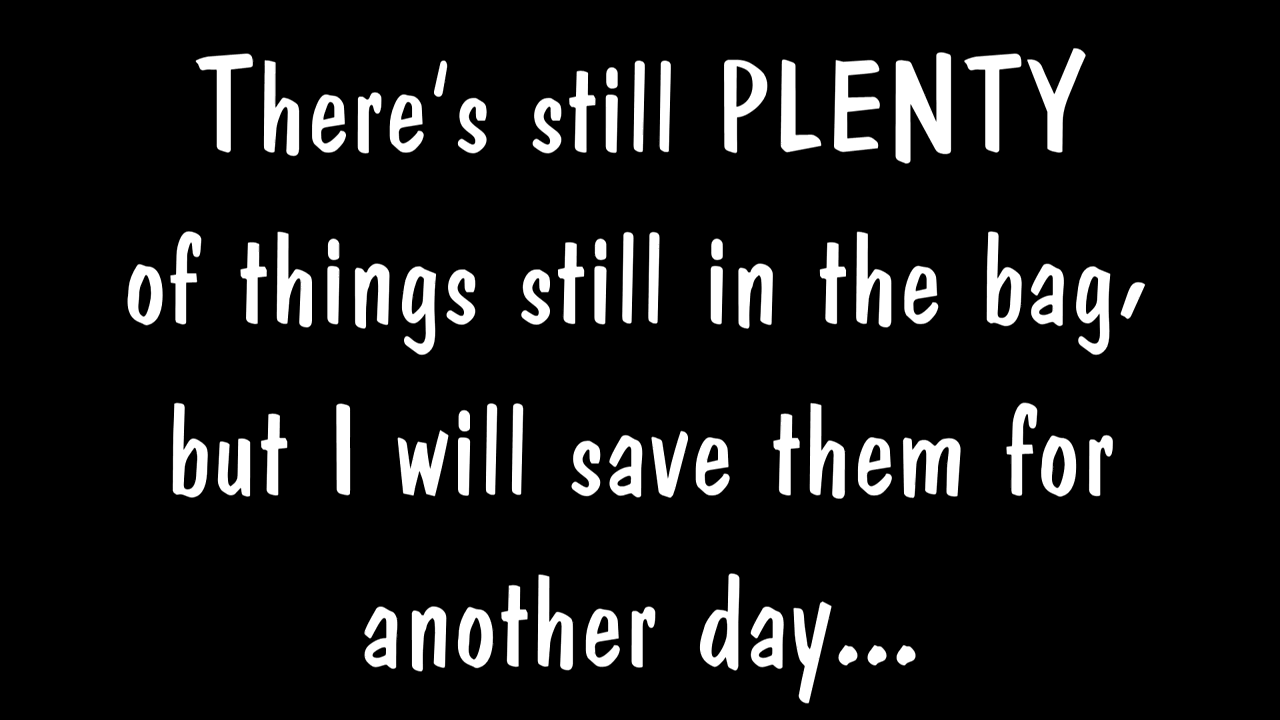 There's still PLENTY
of things still in the bag,
but I will save them for
another day...